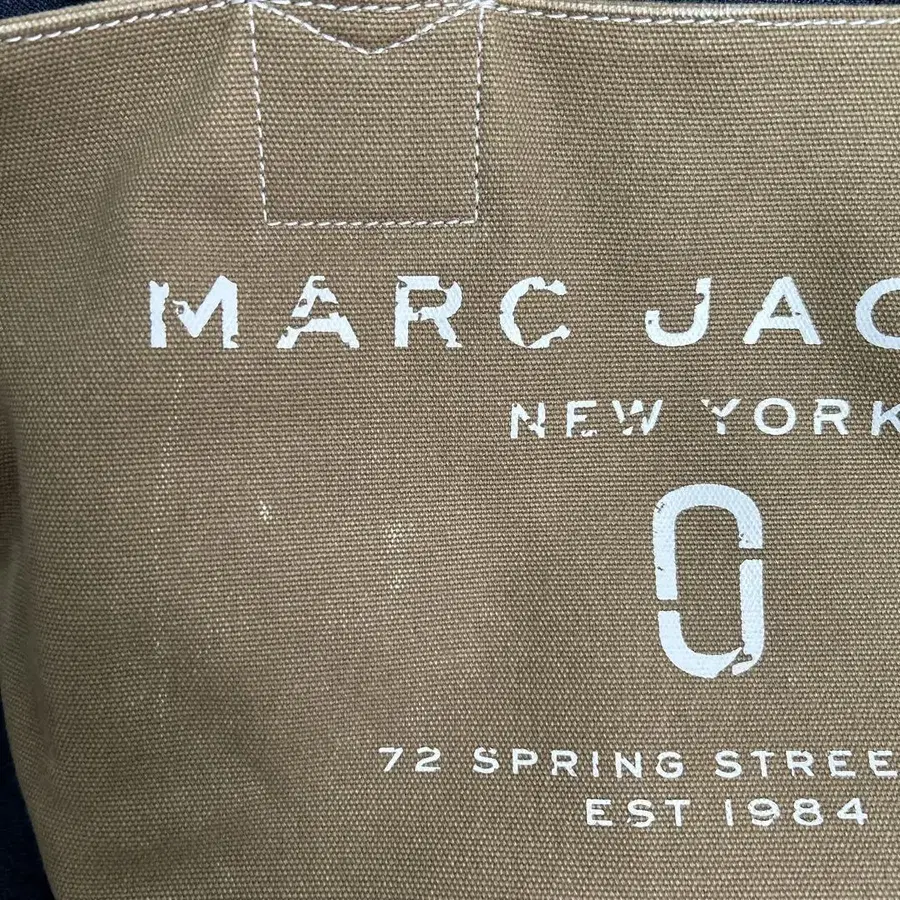 MARC JAC
NEW YORK
72 SPRING STREE
EST 1984